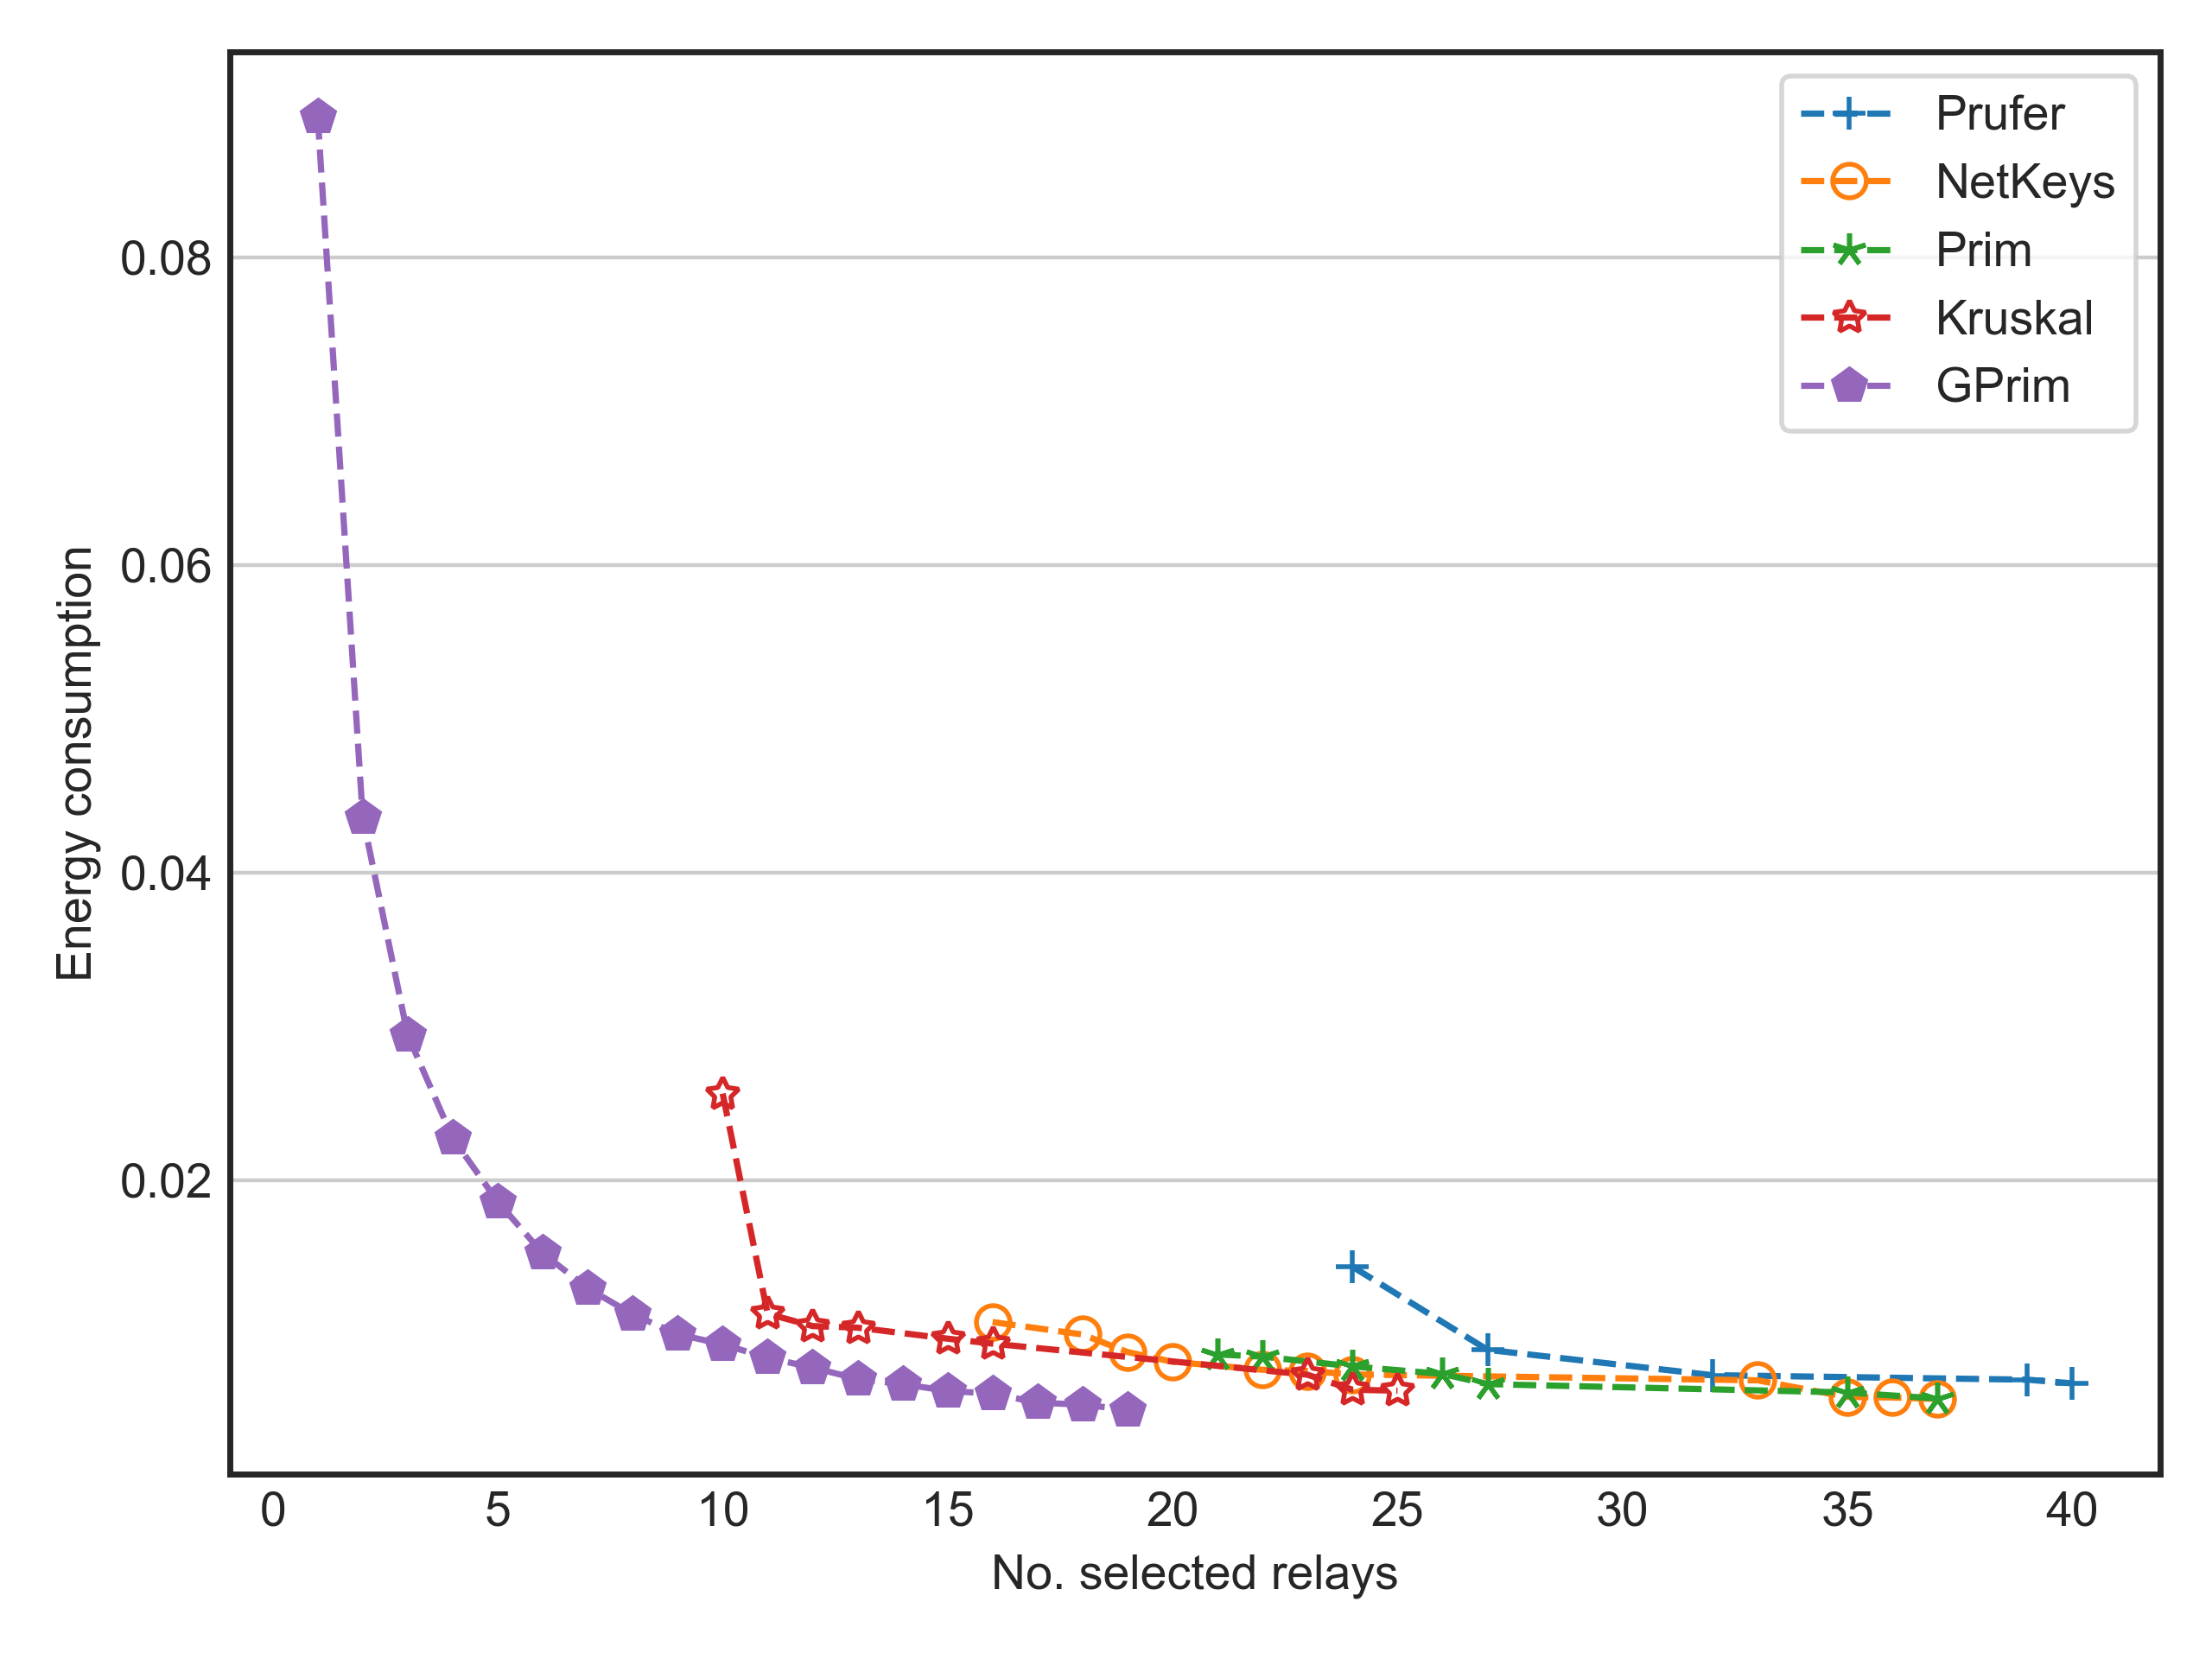 Prufer
NetKeys
Prim
Kruskal
GPrim
Energy consumption
0.08
0.06
0.04
0.02
0 5 10 15 20 25 30 35 40
No. selected relays